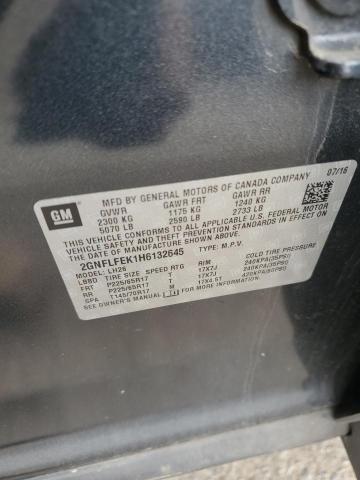 GM
MFD BY GENERAL MOTORS OF CANADA COMPANY 07/16
GVWR GAWR FRT GAWR RR
2300 KG 1175 KG 1240 KG
5070 LB 2590 LB 2733 LB
THIS VEHICLE CONFORMS TO ALL APPLICABLE U.S. FEDERAL MOTOR
VEHICLE SAFETY AND THEFT PREVENTION STANDARDS IN EFFECT ON
THE DATE OF MANUFACTURE SHOWN ABOVE.
2GNFLFEK1H6132645 TYPE: M.P.V.
MODEL: LH26
LBBD TIRE SIZE SPEED RTG RIM COLD TIRE PRESSURE
FRT P225/65R17 T 17X7J 240KPA(35PSI)
RR P225/65R17 T 17X7J 240KPA(35PSI)
SPA T145/70R17 M 17X4.5T 420KPA(60PSI)
SEE OWNER'S MANUAL